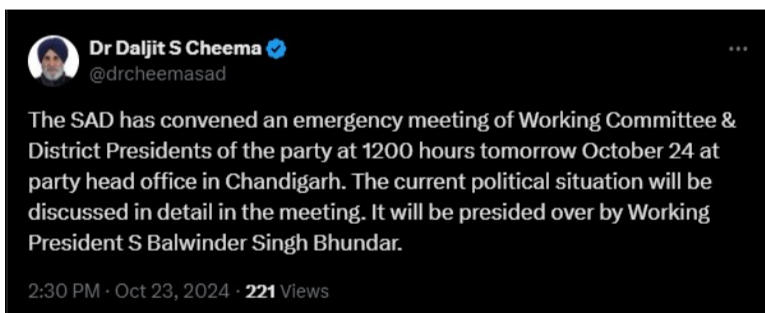 Dr Daljit S Cheema
@drcheemasad
The SAD has convened an emergency meeting of Working Committee &
District Presidents of the party at 1200 hours tomorrow October 24 at
party head office in Chandigarh. The current political situation will be
discussed in detail in the meeting. It will be presided over by Working
President S Balwinder Singh Bhundar.
2:30 PM · Oct 23, 2024 · 221 Views